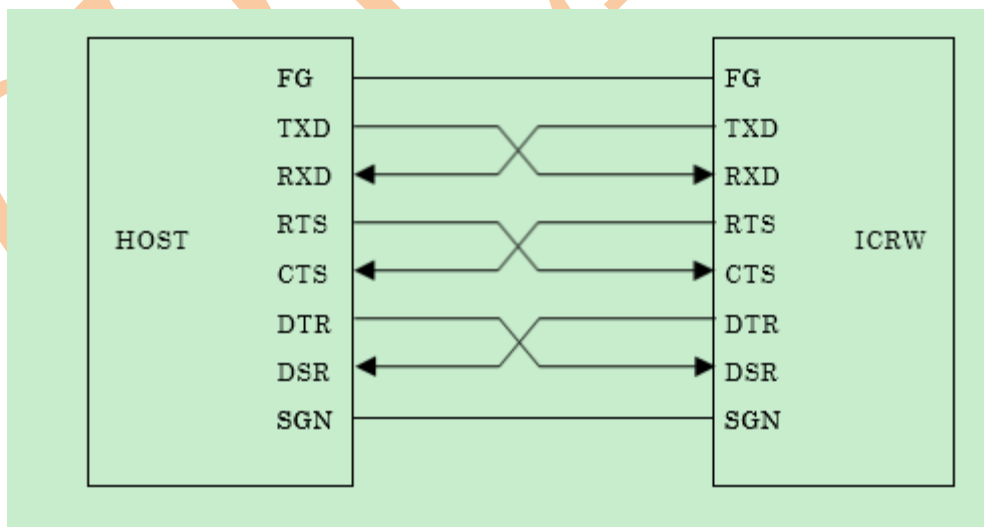 FG FG
TXD TXD
RXD RXD
RTS RTS
HOST ICRW
CTS CTS
DTR DTR
DSR DSR
SGN SGN